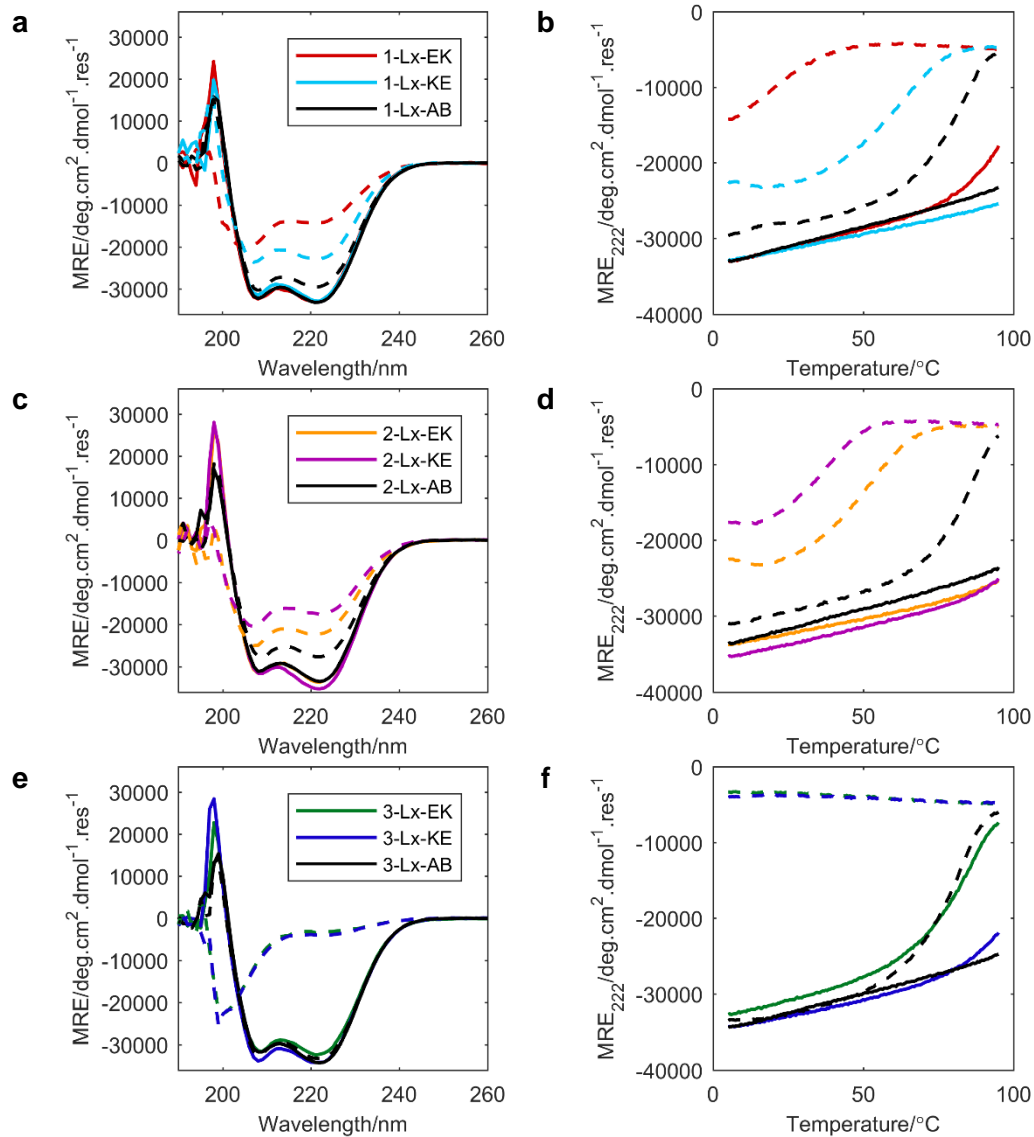 a
36000
30000
20000
10000
0
-10000
-20000
-30000
200 220 240 260
MRE/deg.cm².dmol⁻¹.res⁻¹
Wavelength/nm
1-Lx-EK
1-Lx-KE
1-Lx-AB
b
0
-10000
-20000
-30000
-40000
0 50 100
MRE₂₂₂₂/deg.cm².dmol⁻¹.res⁻¹
Temperature/°C
c
30000
20000
10000
0
-10000
-20000
-30000
200 220 240 260
MRE/deg.cm².dmol⁻¹.res⁻¹
Wavelength/nm
2-Lx-EK
2-Lx-KE
2-Lx-AB
d
0
-10000
-20000
-30000
-40000
0 50 100
MRE₂₂₂₂/deg.cm².dmol⁻¹.res⁻¹
Temperature/°C
e
30000
20000
10000
0
-10000
-20000
-30000
200 220 240 260
MRE/deg.cm².dmol⁻¹.res⁻¹
Wavelength/nm
3-Lx-EK
3-Lx-KE
3-Lx-AB
f
0
-10000
-20000
-30000
-40000
0 50 100
MRE₂₂₂₂/deg.cm².dmol⁻¹.res⁻¹
Temperature/°C